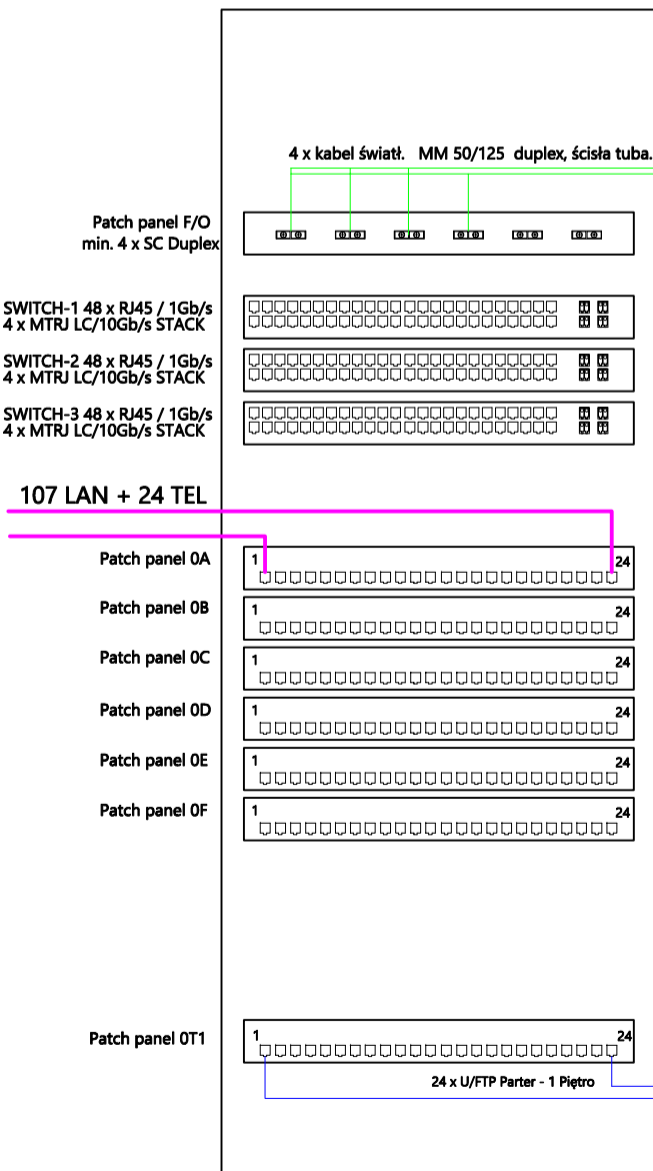 4 x kabel światł. MM 50/125 duplex, ścisła tuba.
Patch panel F/O
min. 4 x SC Duplex
SWITCH-1 48 x RJ45 / 1Gb/s
4 x MTRJ LC/10Gb/s STACK
SWITCH-2 48 x RJ45 / 1Gb/s
4 x MTRJ LC/10Gb/s STACK
SWITCH-3 48 x RJ45 / 1Gb/s
4 x MTRJ LC/10Gb/s STACK
107 LAN + 24 TEL
Patch panel 0A 1 24
Patch panel 0B 1 24
Patch panel 0C 1 24
Patch panel 0D 1 24
Patch panel 0E 1 24
Patch panel 0F 1 24
Patch panel 0T1 1 24
24 x U/FTP Parter - 1 Piętro